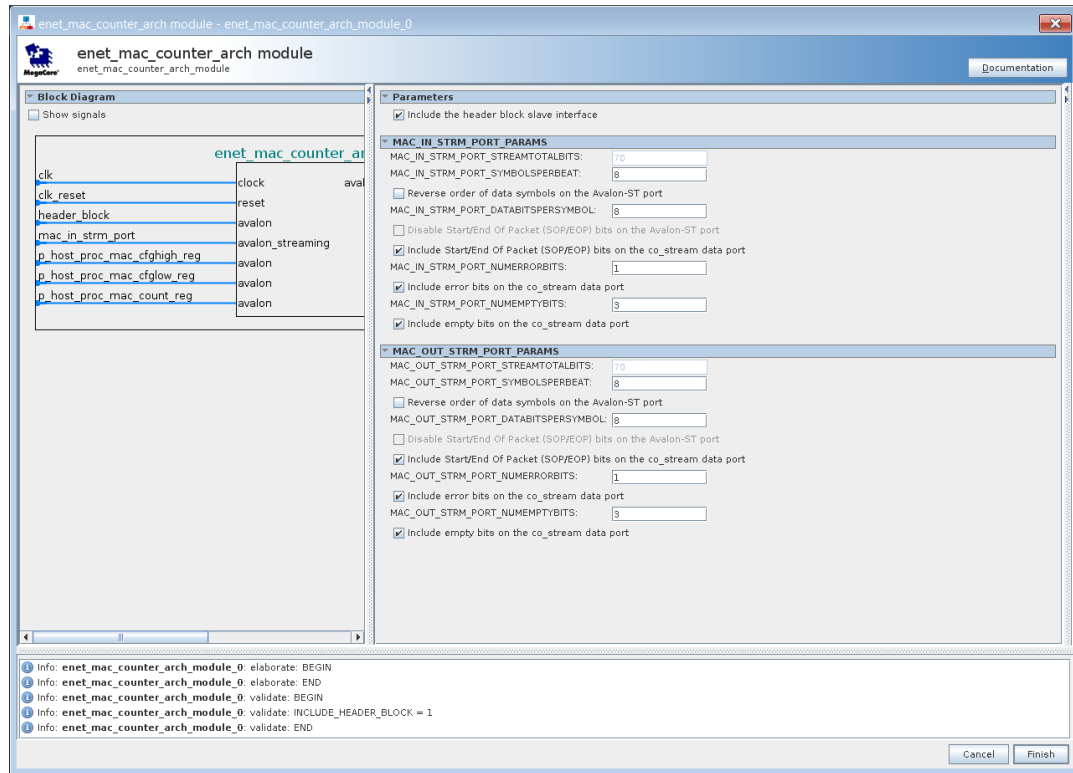 enet_mac_counter_arch module - enet_mac_counter_arch_module_0
enet_mac_counter_arch module
enet_mac_counter_arch_module
MegaCore'
Documentation
Block Diagram
Show signals
enet_mac_counter_ar
clk
clock
aval
clk_reset
reset
header_block
avalon
mac_in_strm_port
avalon_streaming
p_host_proc_mac_cfghigh_reg
avalon
p_host_proc_mac_cfglow_reg
avalon
p_host_proc_mac_count_reg
avalon
Parameters
Include the header block slave interface
MAC_IN_STRM_PORT_PARAMS
MAC_IN_STRM_PORT_STREAMTOTALBITS: 70
MAC_IN_STRM_PORT_SYMBOLSPERBEAT: 8
Reverse order of data symbols on the Avalon-ST port
MAC_IN_STRM_PORT_DATABITSPERSYMBOL: 8
Disable Start/End Of Packet (SOP/EOP) bits on the Avalon-ST port
Include Start/End Of Packet (SOP/EOP) bits on the co_stream data port
MAC_IN_STRM_PORT_NUMERRORBITS: 1
Include error bits on the co_stream data port
MAC_IN_STRM_PORT_NUMEMPTYBITS: 3
Include empty bits on the co_stream data port
MAC_OUT_STRM_PORT_PARAMS
MAC_OUT_STRM_PORT_STREAMTOTALBITS: 70
MAC_OUT_STRM_PORT_SYMBOLSPERBEAT: 8
Reverse order of data symbols on the Avalon-ST port
MAC_OUT_STRM_PORT_DATABITSPERSYMBOL: 8
Disable Start/End Of Packet (SOP/EOP) bits on the Avalon-ST port
Include Start/End Of Packet (SOP/EOP) bits on the co_stream data port
MAC_OUT_STRM_PORT_NUMERRORBITS: 1
Include error bits on the co_stream data port
MAC_OUT_STRM_PORT_NUMEMPTYBITS: 3
Include empty bits on the co_stream data port
Info: enet_mac_counter_arch_module_0: elaborate: BEGIN
Info: enet_mac_counter_arch_module_0: elaborate: END
Info: enet_mac_counter_arch_module_0: validate: BEGIN
Info: enet_mac_counter_arch_module_0: validate: INCLUDE_HEADER_BLOCK = 1
Info: enet_mac_counter_arch_module_0: validate: END
Cancel
Finish